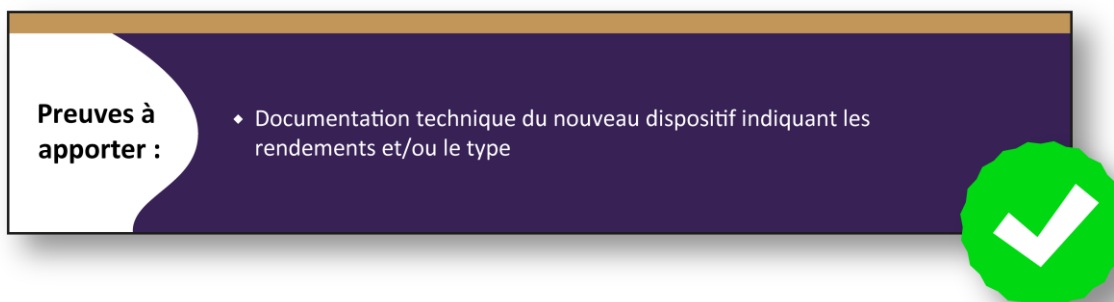 Preuves à
apporter :
◆ Documentation technique du nouveau dispositif indiquant les
rendements et/ou le type